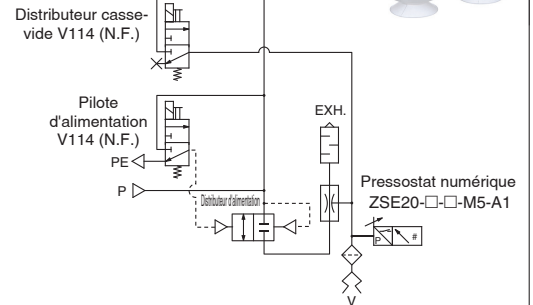 Distributeur casse-
vide V114 (N.F.)
Pilote
d'alimentation
V114 (N.F.)
EXH.
PE
P
Distributeur d'alimentation
Pressostat numérique
ZSE20-□-□-M5-A1
P
#
V